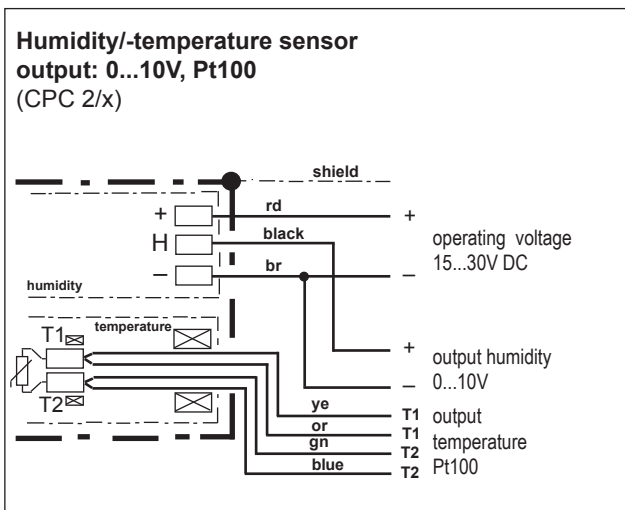 Humidity/-temperature sensor
output: 0...10V, Pt100
(CPC 2/x)
shield
+ rd +
H black
operating voltage
15...30V DC
– br –
humidity
temperature
T1
T2
+
output humidity
– 0...10V
ye T1 output
or T1
temperature
gn T2
blue T2 Pt100